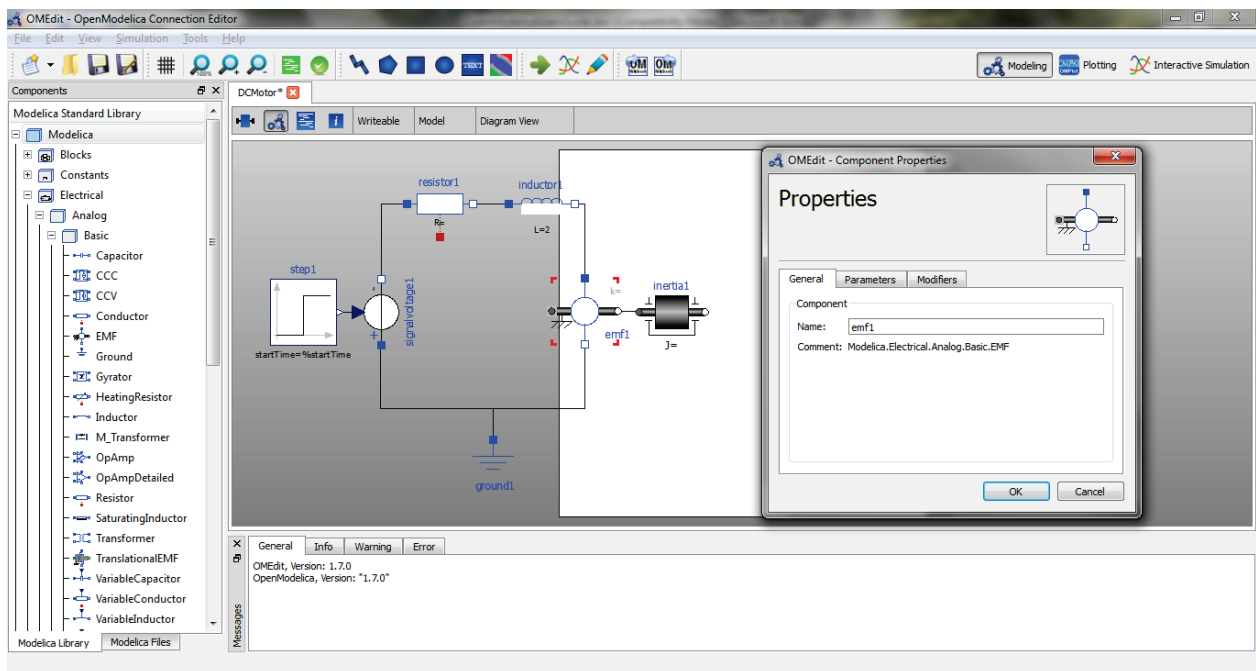 OMEdit - OpenModelica Connection Editor
File Edit View Simulation Tools Help
100%
TEXT
OM
OM
Modeling
Plotting
Interactive Simulation
Components
DCMotor*
Modelica Standard Library
Writeable
Model
Diagram View
Modelica
Blocks
Constants
Electrical
Analog
Basic
Capacitor
CCC
CCV
Conductor
EMF
Ground
Gyrator
HeatingResistor
Inductor
M_Transformer
OpAmp
OpAmpDetailed
Resistor
SaturatingInductor
Transformer
TranslationalEMF
VariableCapacitor
VariableConductor
VariableInductor
Modelica Library
Modelica Files
resistor1
R=
inductor1
L=2
step1
startTime=%startTime
signalvoltage1
-
+
k=
emf1
inertia1
J=
ground1
OMEdit - Component Properties
Properties
General Parameters Modifiers
Component
Name: emf1
Comment: Modelica.Electrical.Analog.Basic.EMF
OK Cancel
Messages
General Info Warning Error
OMEdit, Version: 1.7.0
OpenModelica, Version: "1.7.0"